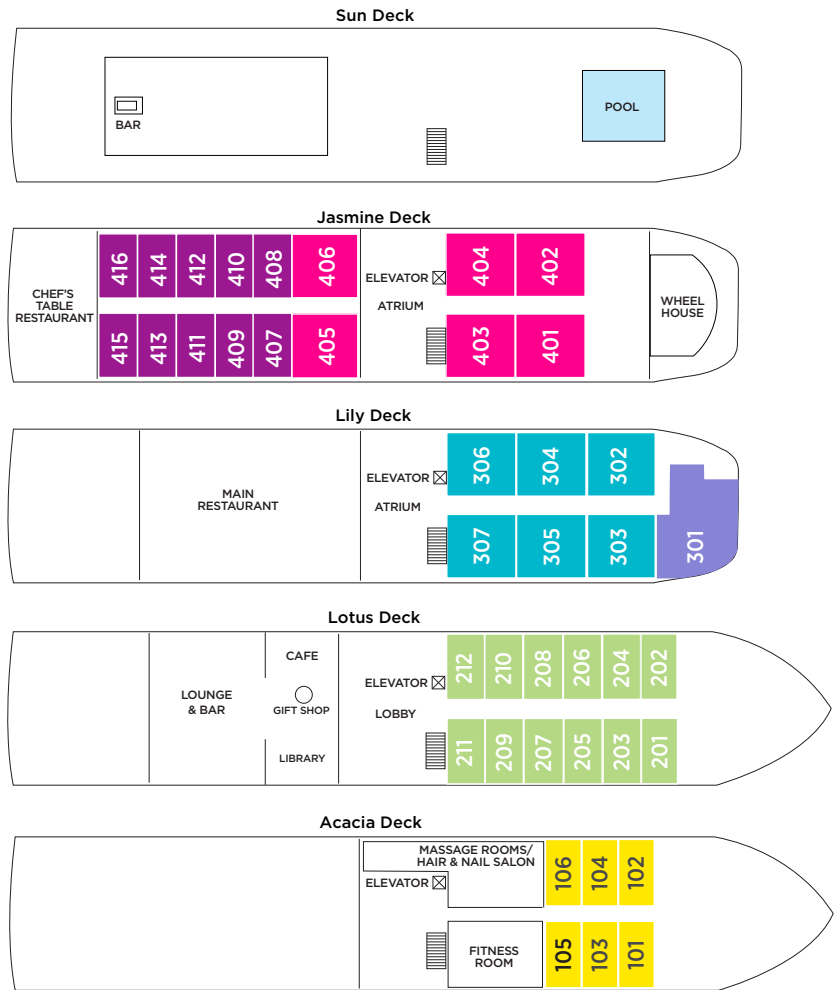 Sun Deck
BAR
POOL
Jasmine Deck
CHEF'S
TABLE
RESTAURANT
416
414
412
410
408
406
ELEVATOR
ATRIUM
404
402
415
413
411
409
407
405
403
401
WHEEL
HOUSE
Lily Deck
MAIN
RESTAURANT
ELEVATOR
ATRIUM
306
304
302
307
305
303
301
Lotus Deck
LOUNGE
& BAR
CAFE
GIFT SHOP
LIBRARY
ELEVATOR
LOBBY
212
210
208
206
204
202
211
209
207
205
203
201
Acacia Deck
MASSAGE ROOMS/
HAIR & NAIL SALON
ELEVATOR
FITNESS
ROOM
106
104
102
105
103
101